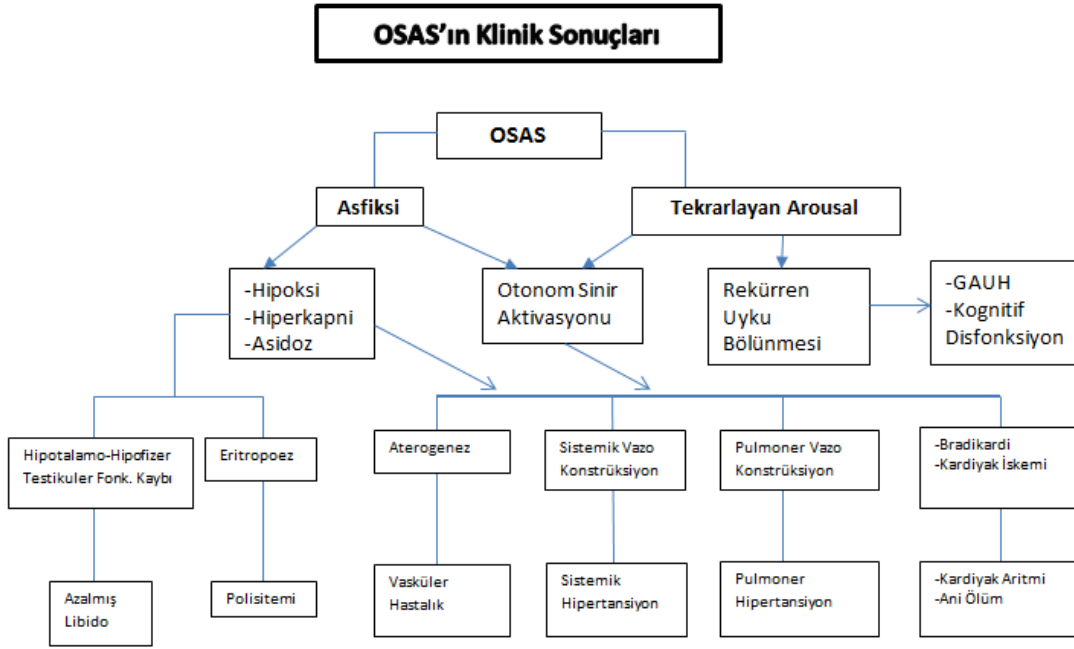 OSAS’ın Klinik Sonuçları
OSAS
Asfiksi
Tekrarlayan Arousal
-Hipoksi
-Hiperkapni
-Asidoz
Otonom Sinir
Aktivasyonu
Rekürren
Uyku
Bölünmesi
-GAUH
-Kognitif
Disfonksiyon
Hipotalamo-Hipofizer
Testikuler Fonk. Kaybı
Eritropoez
Aterogenez
Sistemik Vazo
Konstrüksiyon
Pulmoner Vazo
Konstrüksiyon
-Bradikardi
-Kardiyak İskemi
Azalmış
Libido
Polisitemi
Vasküler
Hastalık
Sistemik
Hipertansiyon
Pulmoner
Hipertansiyon
-Kardiyak Aritmi
-Ani Ölüm